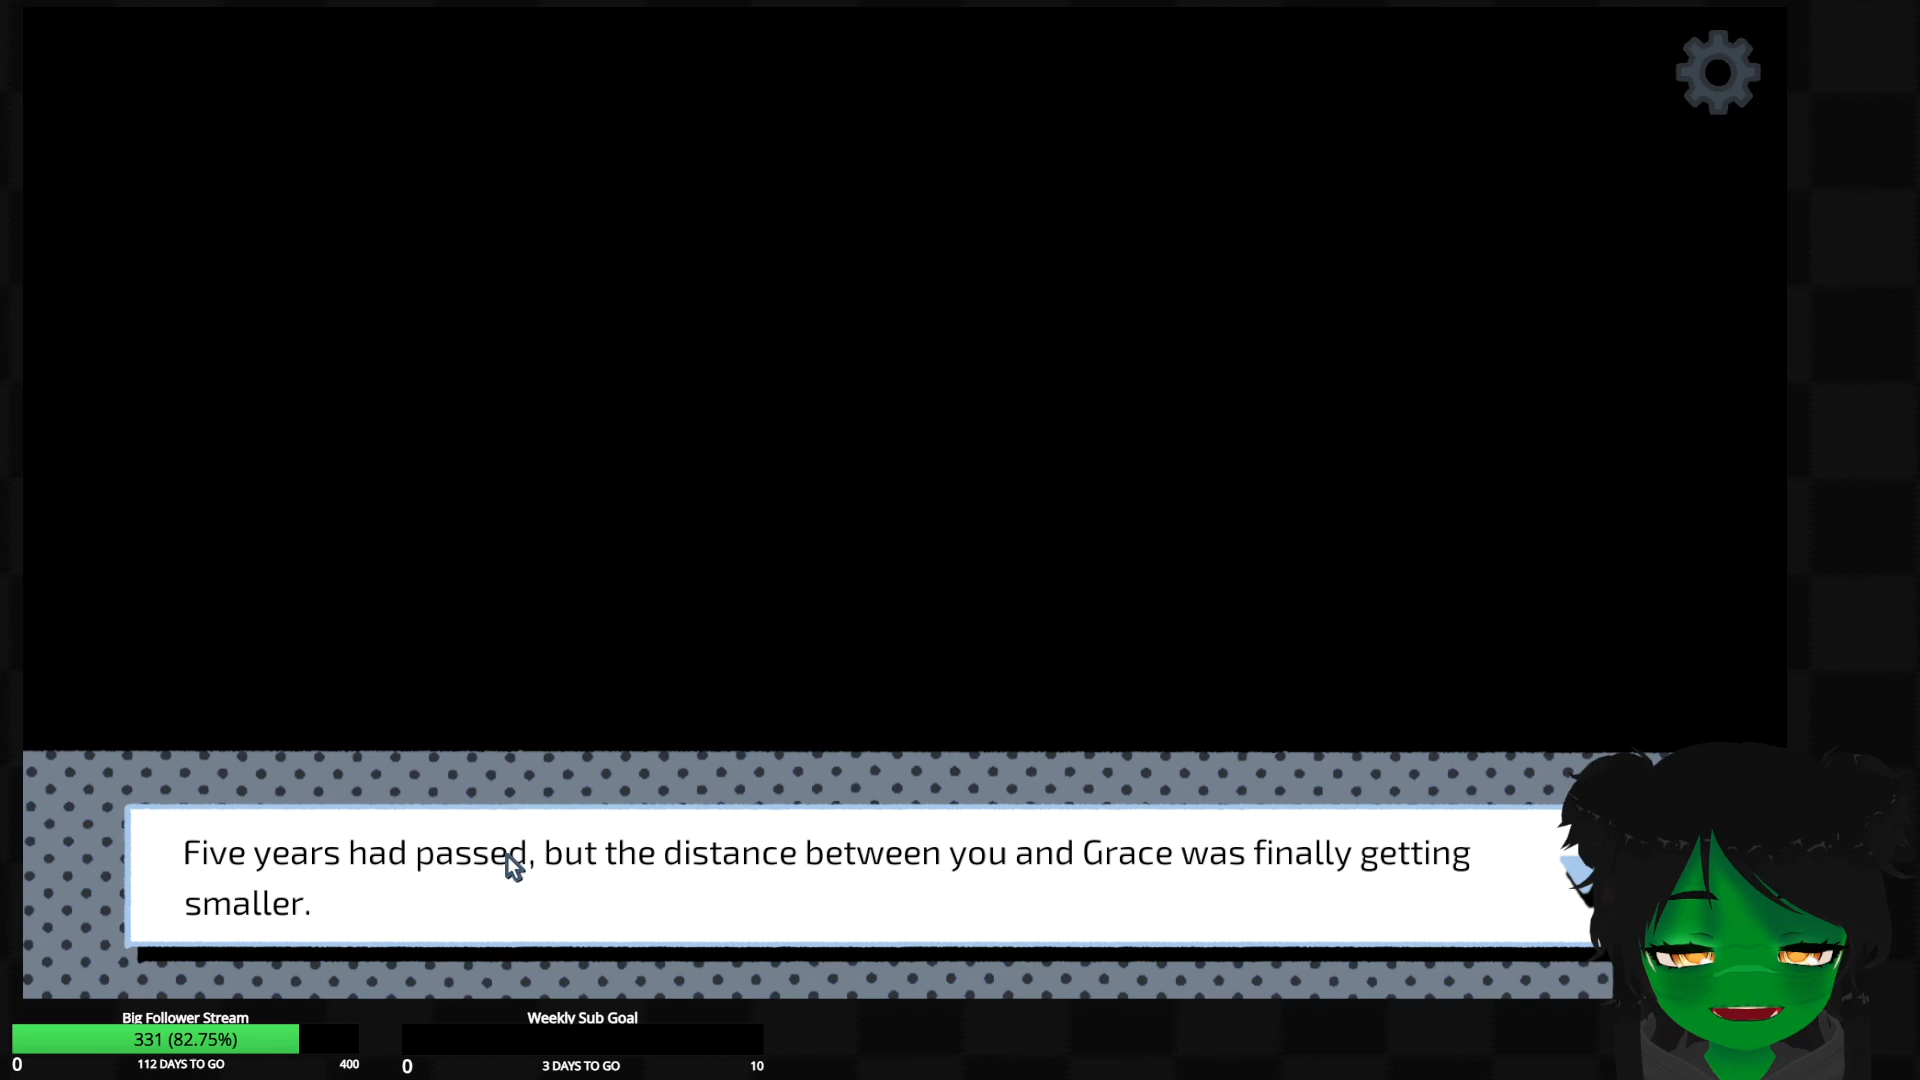 Five years had passed, but the distance between you and Grace was finally getting
smaller.
Big Follower Stream
331 (82.75%)
0
112 DAYS TO GO
400
Weekly Sub Goal
0
3 DAYS TO GO
10